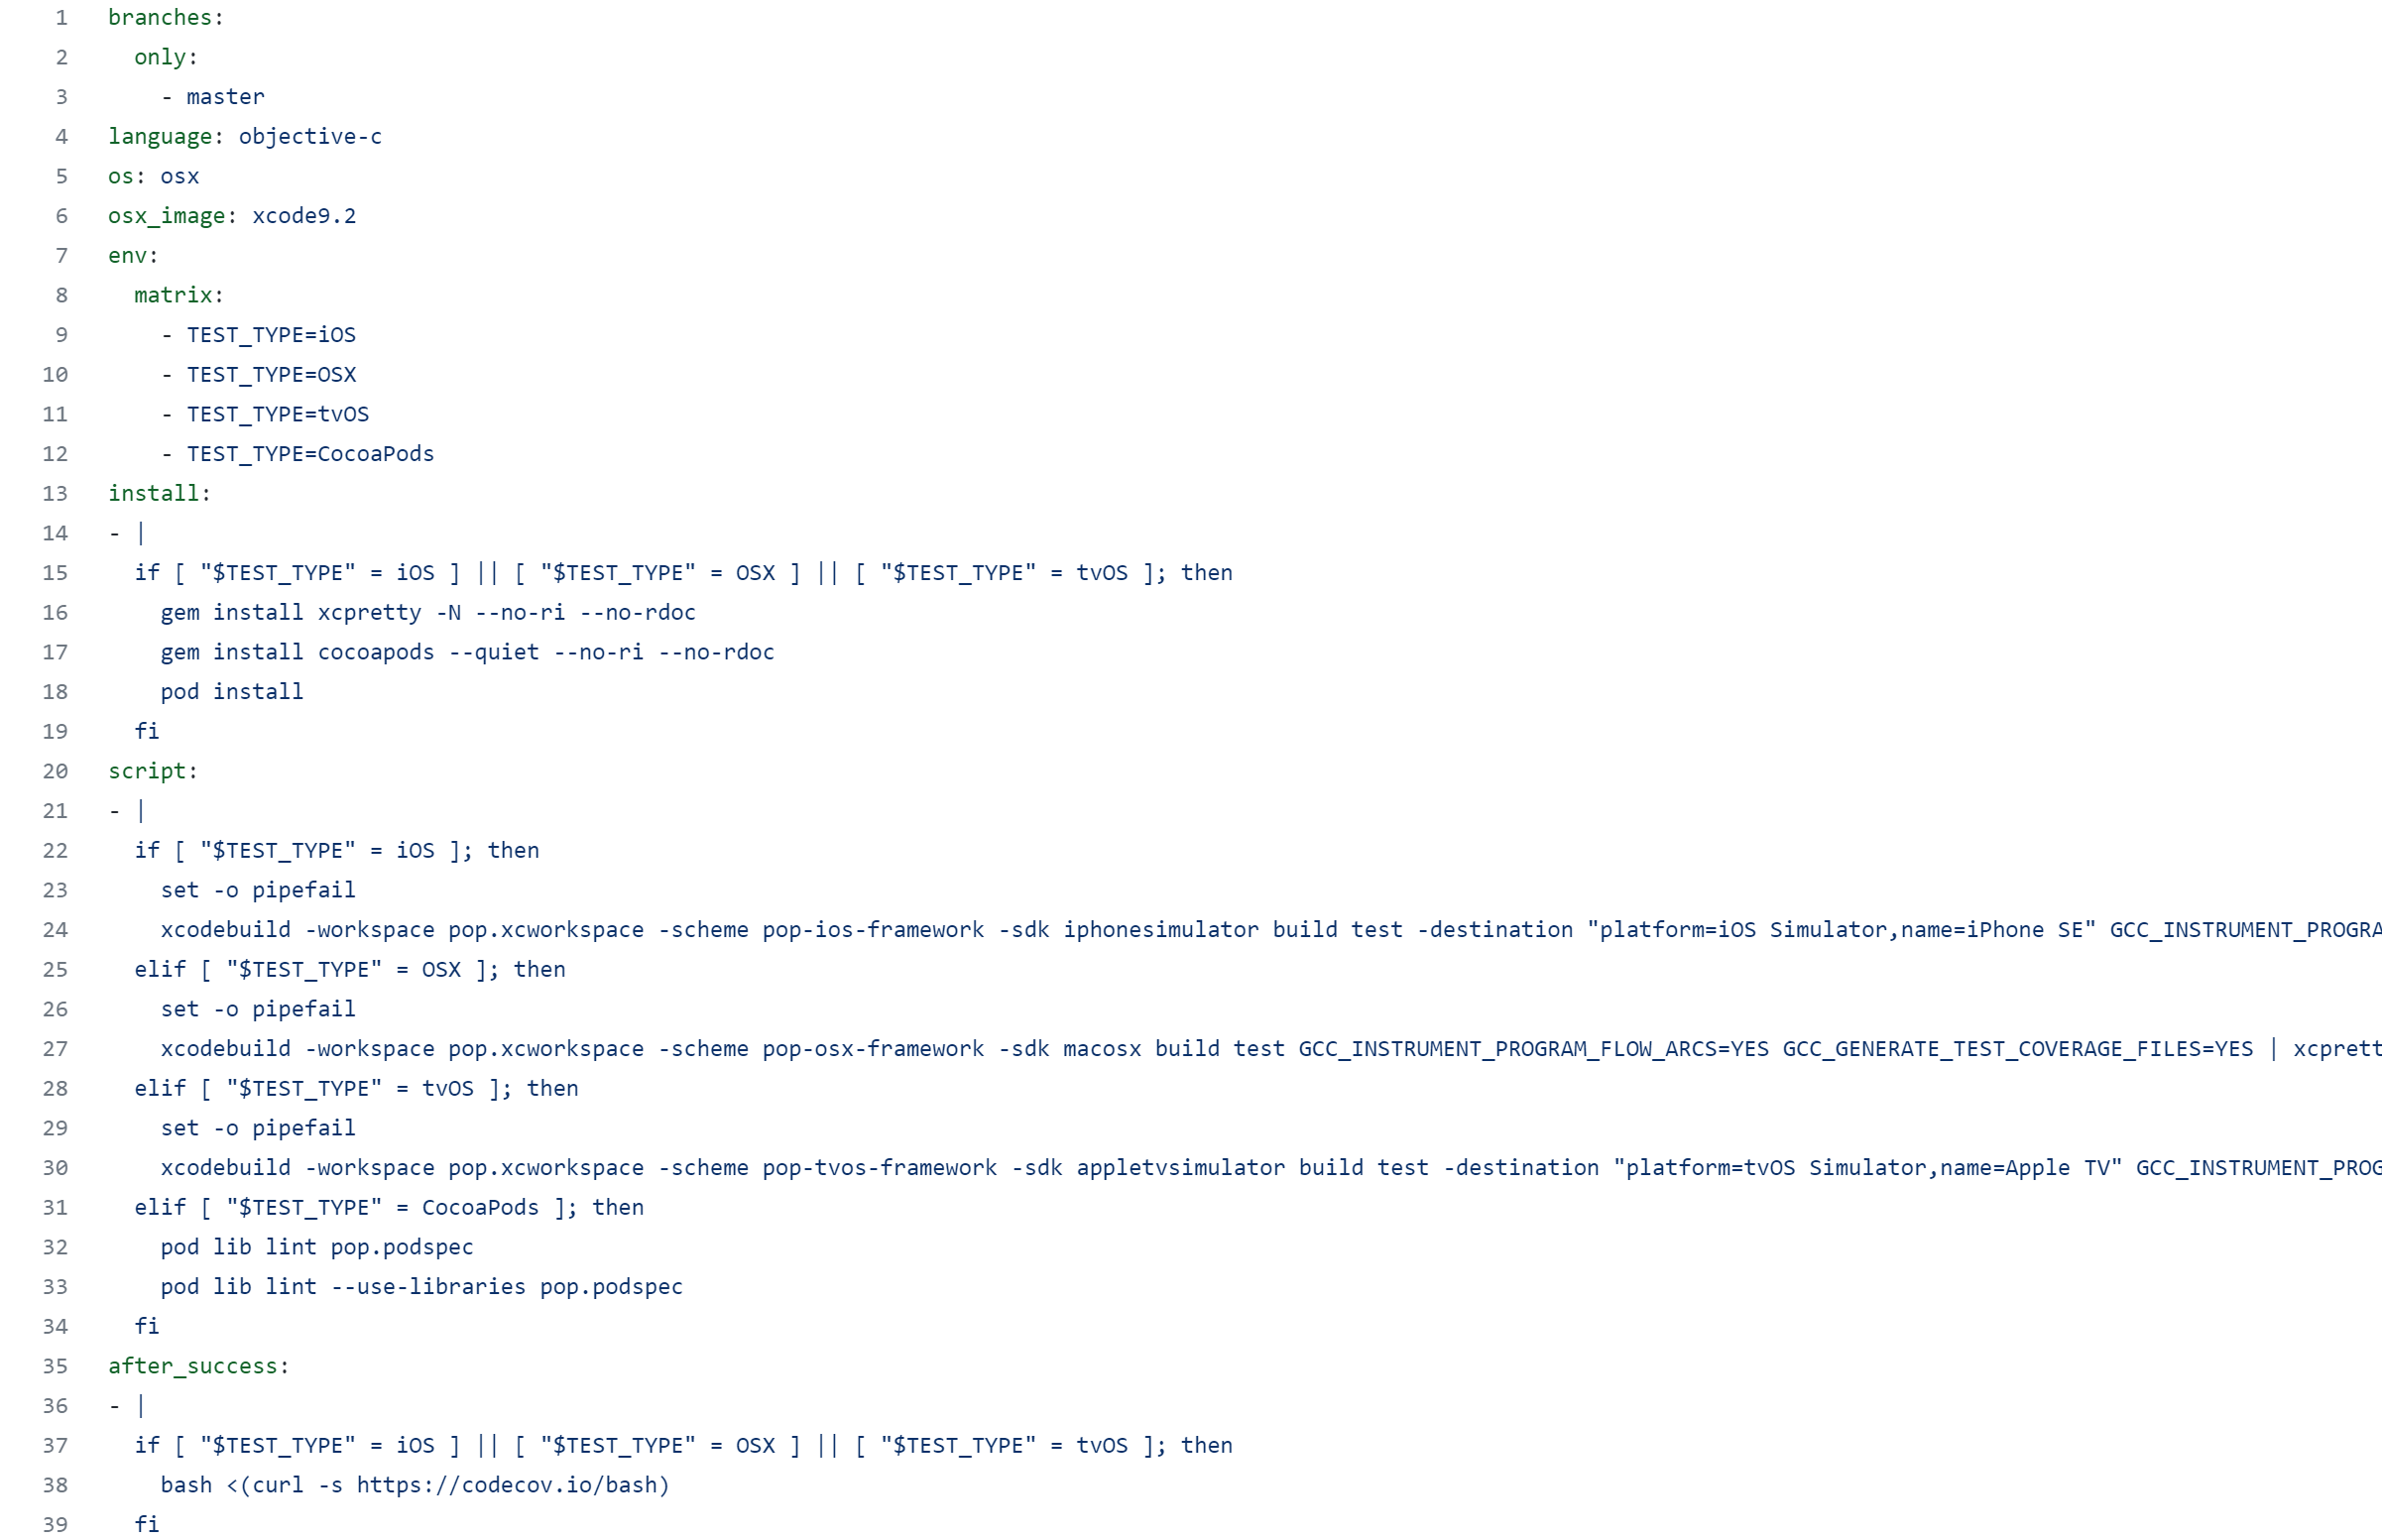 1 branches:
2 only:
3 - master
4 language: objective-c
5 os: osx
6 osx_image: xcode9.2
7 env:
8 matrix:
9 - TEST_TYPE=iOS
10 - TEST_TYPE=OSX
11 - TEST_TYPE=tvOS
12 - TEST_TYPE=CocoaPods
13 install:
14 - |
15 if [ "$TEST_TYPE" = iOS ] || [ "$TEST_TYPE" = OSX ] || [ "$TEST_TYPE" = tvOS ]; then
16 gem install xcpretty -N --no-ri --no-rdoc
17 gem install cocoapods --quiet --no-ri --no-rdoc
18 pod install
19 fi
20 script:
21 - |
22 if [ "$TEST_TYPE" = iOS ]; then
23 set -o pipefail
24 xcodebuild -workspace pop.xcworkspace -scheme pop-ios-framework -sdk iphonesimulator build test -destination "platform=iOS Simulator,name=iPhone SE" GCC_INSTRUMENT_PROGRA
25 elif [ "$TEST_TYPE" = OSX ]; then
26 set -o pipefail
27 xcodebuild -workspace pop.xcworkspace -scheme pop-osx-framework -sdk macosx build test GCC_INSTRUMENT_PROGRAM_FLOW_ARCS=YES GCC_GENERATE_TEST_COVERAGE_FILES=YES | xcprett
28 elif [ "$TEST_TYPE" = tvOS ]; then
29 set -o pipefail
30 xcodebuild -workspace pop.xcworkspace -scheme pop-tvos-framework -sdk appletvsimulator build test -destination "platform=tvOS Simulator,name=Apple TV" GCC_INSTRUMENT_PROG
31 elif [ "$TEST_TYPE" = CocoaPods ]; then
32 pod lib lint pop.podspec
33 pod lib lint --use-libraries pop.podspec
34 fi
35 after_success:
36 - |
37 if [ "$TEST_TYPE" = iOS ] || [ "$TEST_TYPE" = OSX ] || [ "$TEST_TYPE" = tvOS ]; then
38 bash <(curl -s https://codecov.io/bash)
39 fi